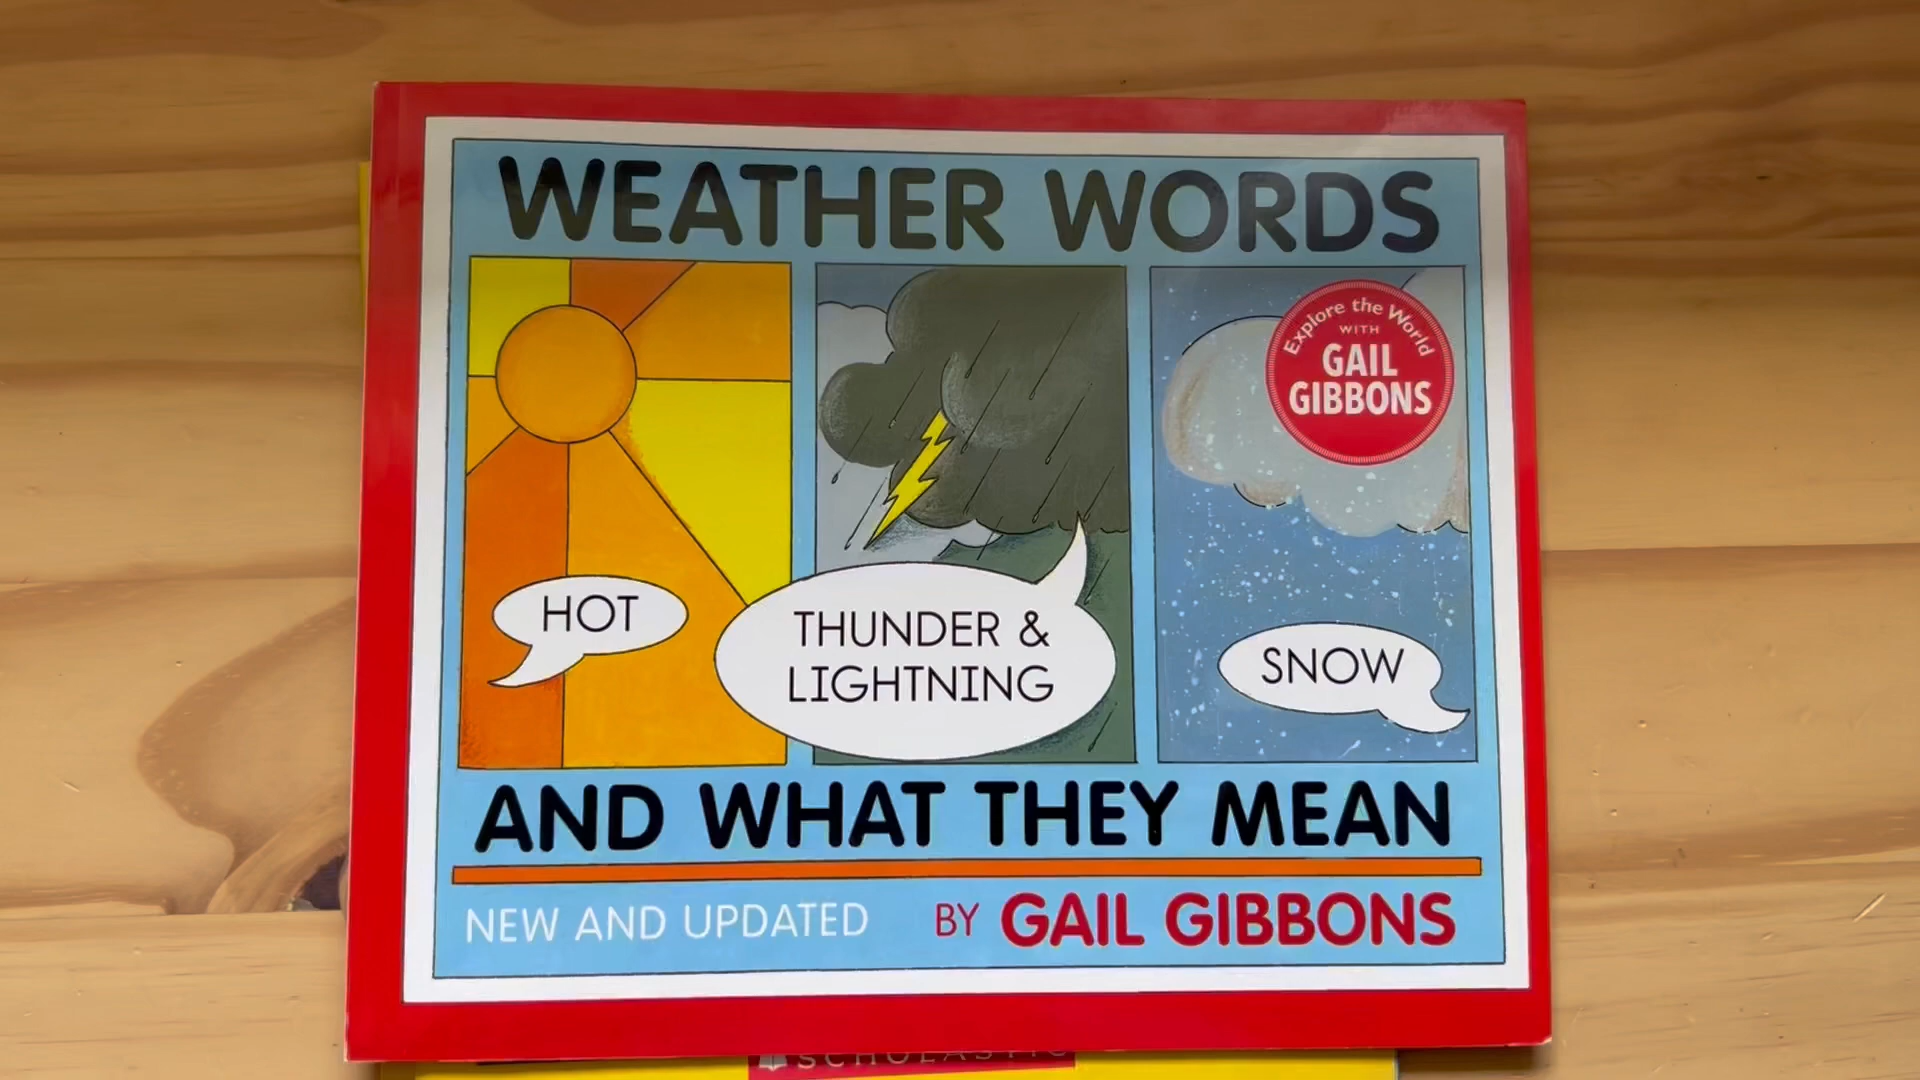 WEATHER WORDS
Explore the World
WITH
GAIL
GIBBONS
HOT
THUNDER &
LIGHTNING
SNOW
AND WHAT THEY MEAN
NEW AND UPDATED
BY GAIL GIBBONS
SCHOLASTIC